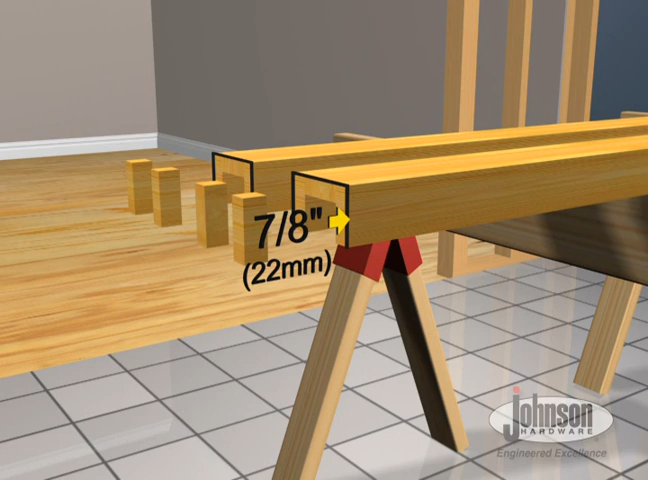 7/8"
(22mm)
Johnson
HARDWARE
Engineered Excellence